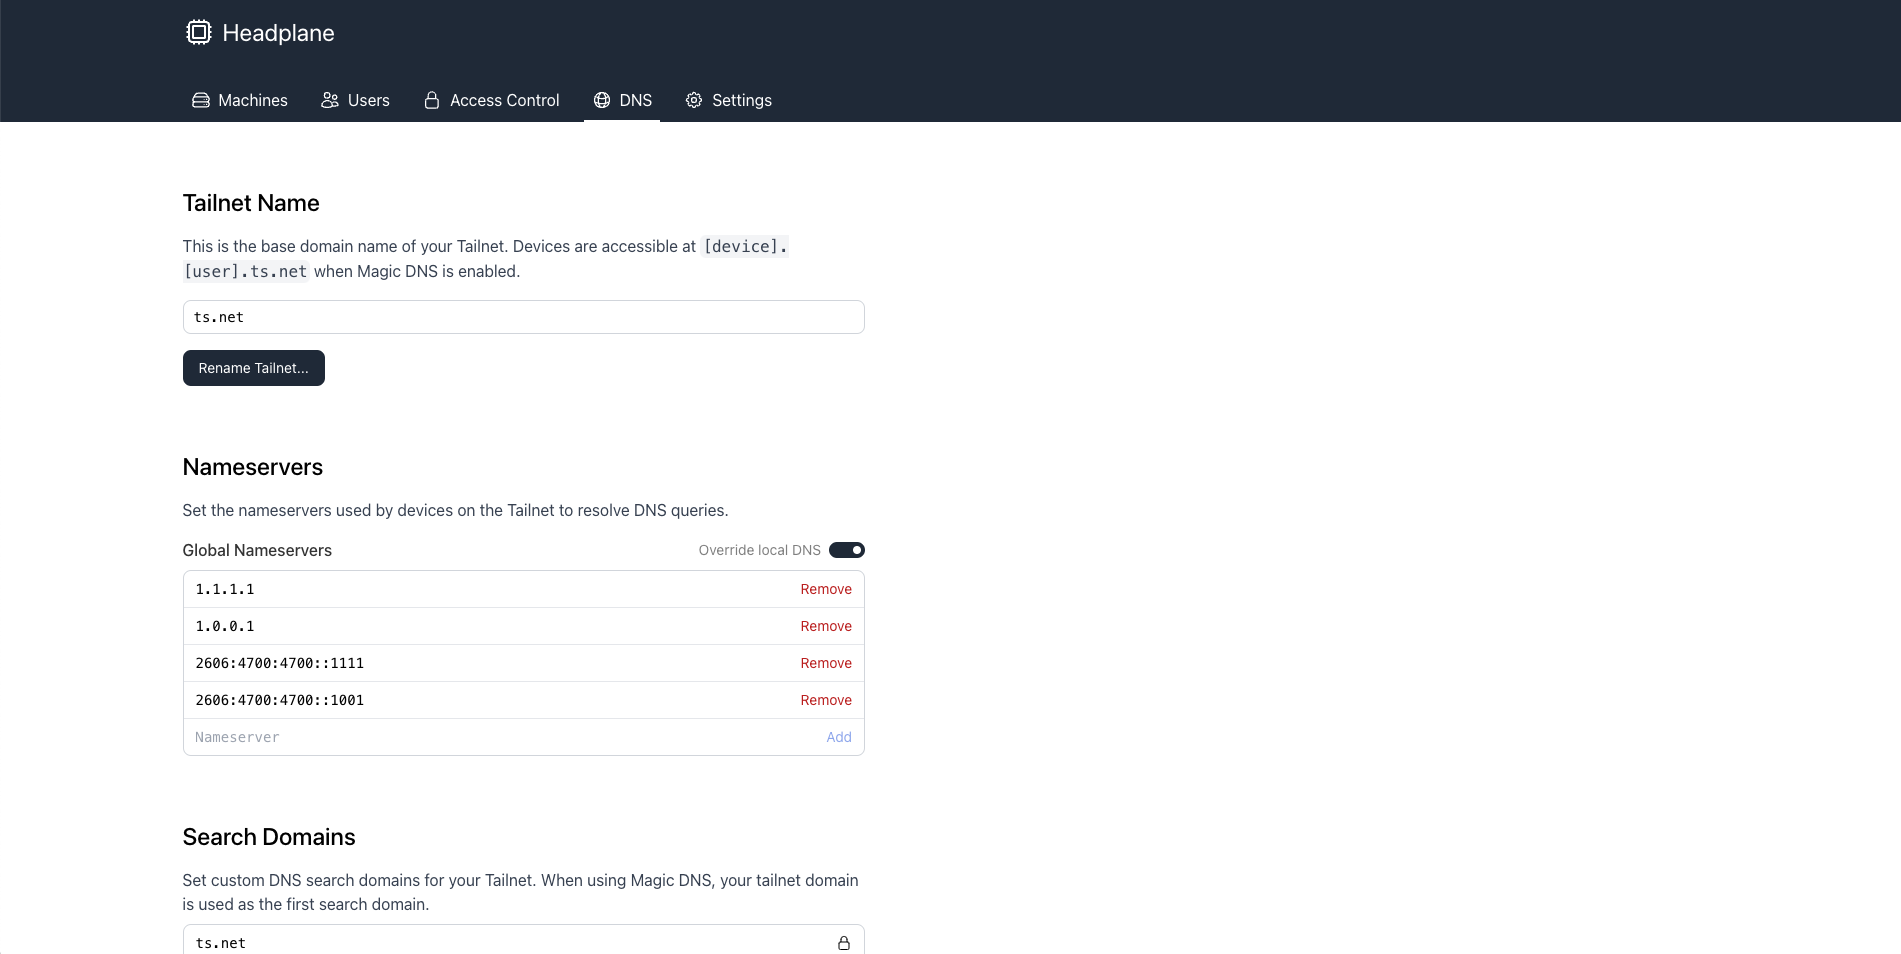 Headplane
Machines Users Access Control DNS Settings
Tailnet Name
This is the base domain name of your Tailnet. Devices are accessible at [device].
[user].ts.net when Magic DNS is enabled.
ts.net
Rename Tailnet...
Nameservers
Set the nameservers used by devices on the Tailnet to resolve DNS queries.
Global Nameservers Override local DNS
1.1.1.1 Remove
1.0.0.1 Remove
2606:4700:4700::1111 Remove
2606:4700:4700::1001 Remove
Nameserver Add
Search Domains
Set custom DNS search domains for your Tailnet. When using Magic DNS, your tailnet domain
is used as the first search domain.
ts.net